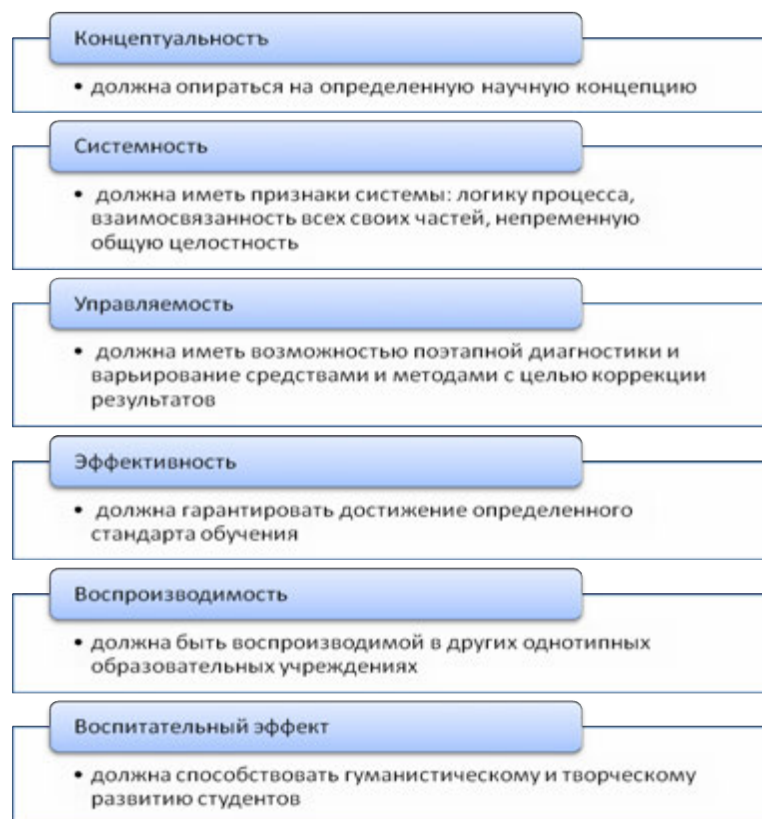 Концептуальность
• должна опираться на определенную научную концепцию
Системность
• должна иметь признаки системы: логику процесса,
взаимосвязанность всех своих частей, непременную
общую целостность
Управляемость
• должна иметь возможностью поэтапной диагностики и
варьирование средствами и методами с целью коррекции
результатов
Эффективность
• должна гарантировать достижение определенного
стандарта обучения
Воспроизводимость
• должна быть воспроизводимой в других однотипных
образовательных учреждениях
Воспитательный эффект
• должна способствовать гуманистическому и творческому
развитию студентов